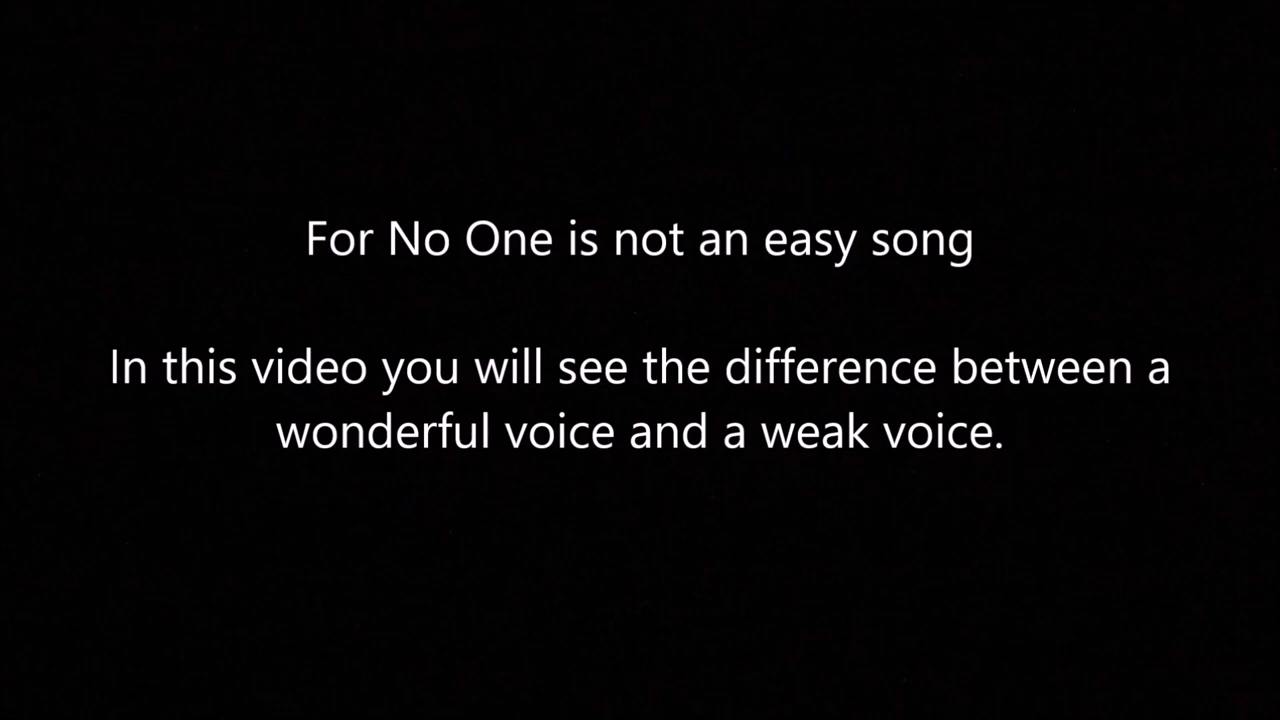 For No One is not an easy song
In this video you will see the difference between a
wonderful voice and a weak voice.